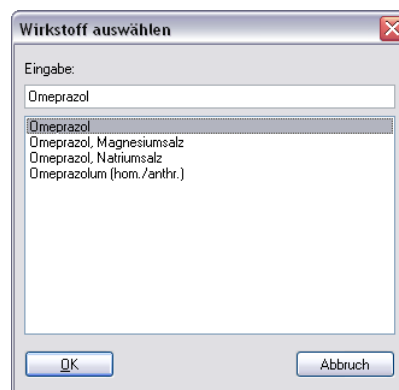 Wirkstoff auswählen
Eingabe:
Omeprazol
Omeprazol
Omeprazol, Magnesiumsalz
Omeprazol, Natriumsalz
Omeprazolum (hom./anthr.)
OK
Abbruch